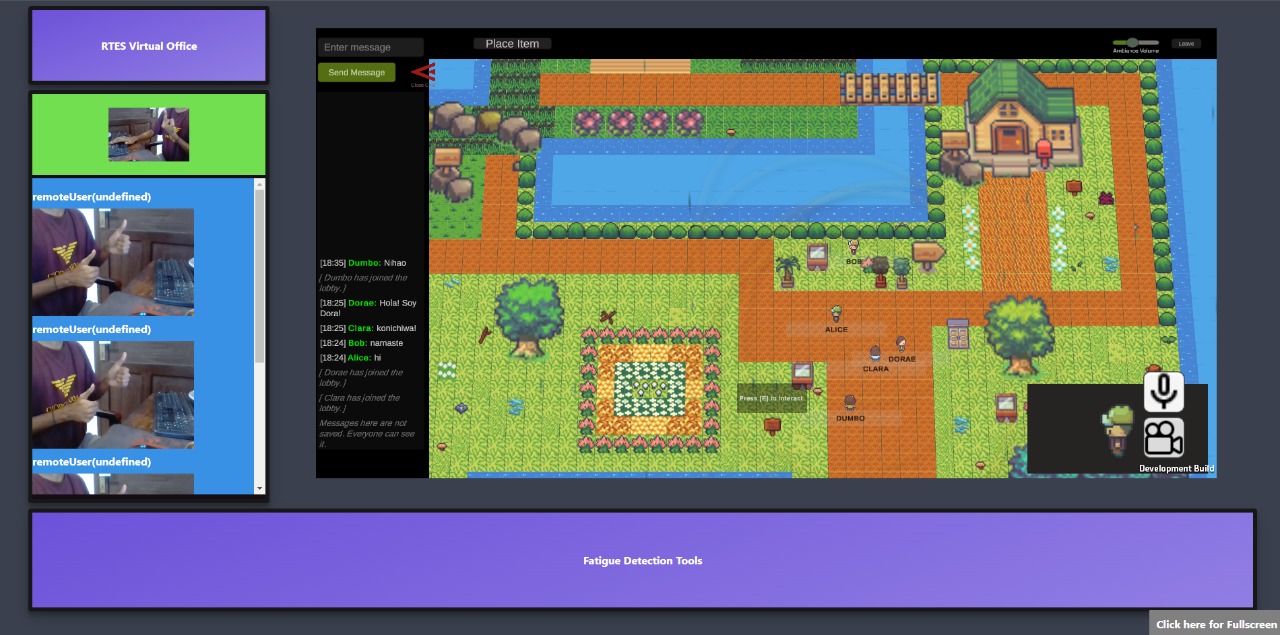 RTES Virtual Office
remoteUser(undefined)
remoteUser(undefined)
remoteUser(undefined)
Enter message
Send Message
Place Item
Ambiance Volume
Leave
[18:35] Dumbo: Nihao
[ Dumbo has joined the
lobby. ]
[18:25] Dorae: Hola! Soy
Dora!
[18:25] Clara: konichiwa!
[18:24] Bob: namaste
[18:24] Alice: hi
[ Dorae has joined the
lobby. ]
[ Clara has joined the
lobby. ]
Messages here are not
saved. Everyone can see
it.
BOB
ALICE
DORAE
CLARA
Press [E] to Interact
DUMBO
Development Build
Fatigue Detection Tools
Click here for Fullscreen